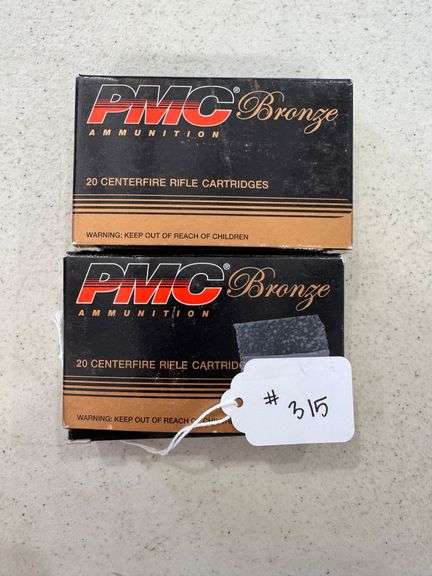 PMC® Bronze
AMMUNITION
20 CENTERFIRE RIFLE CARTRIDGES
WARNING: KEEP OUT OF REACH OF CHILDREN
PMC® Bronze
AMMUNITION
20 CENTERFIRE RIFLE CARTRID
WARNING: KEEP OUT OF REACH OF
# 315